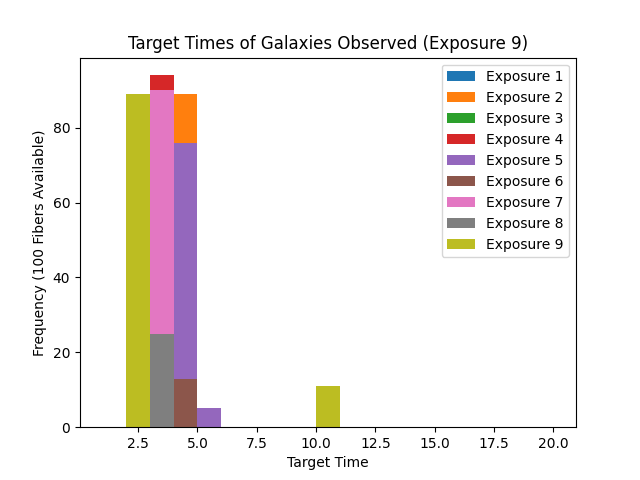 Target Times of Galaxies Observed (Exposure 9)
Frequency (100 Fibers Available)
80
60
40
20
0
Exposure 1
Exposure 2
Exposure 3
Exposure 4
Exposure 5
Exposure 6
Exposure 7
Exposure 8
Exposure 9
2.5 5.0 7.5 10.0 12.5 15.0 17.5 20.0
Target Time